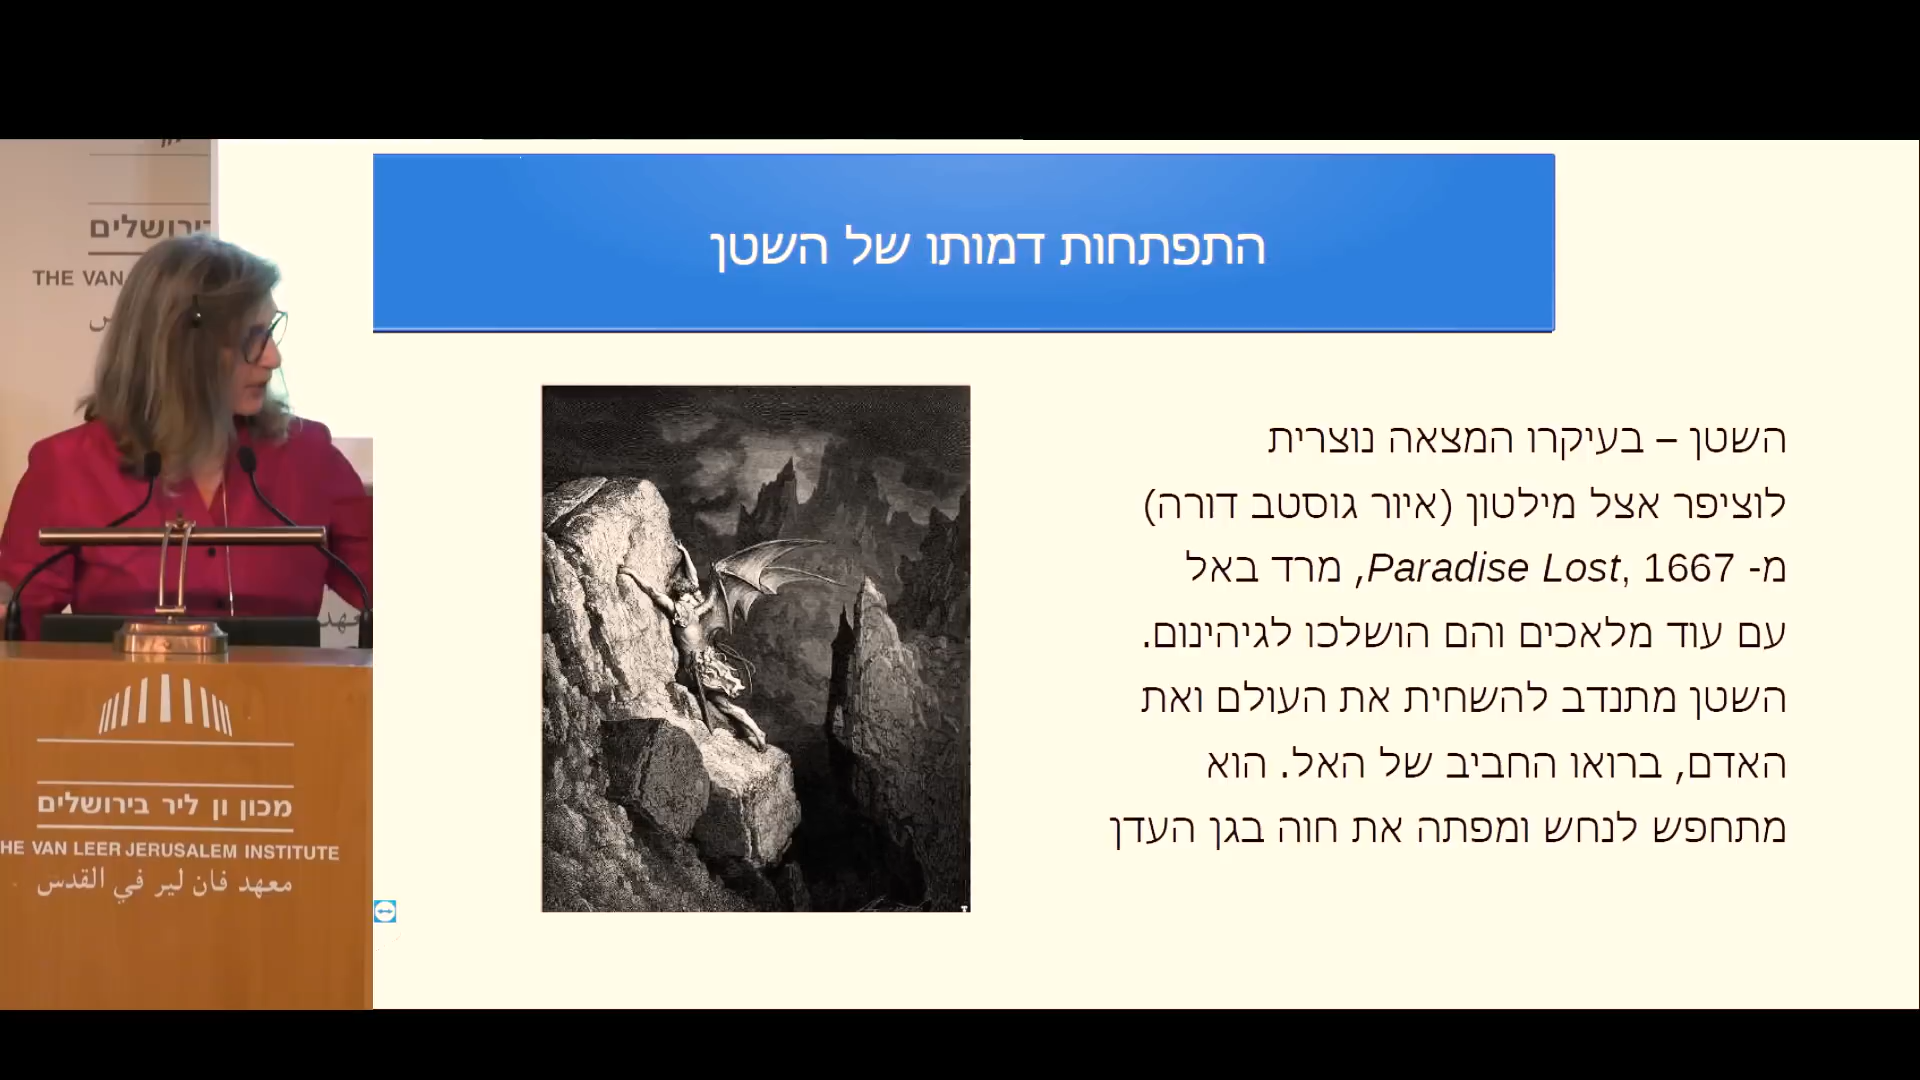 התפתחות דמותו של השטן
השטן – בעיקרו המצאה נוצרית
לוציפר אצל מילטון (איור גוסטב דורה)
מ- Paradise Lost, 1667, מרד באל
עם עוד מלאכים והם הושלכו לגיהינום.
השטן מתנדב להשחית את העולם ואת
האדם, ברואו החביב של האל. הוא
מתחפש לנחש ומפתה את חוה בגן העדן
בירושלים
THE VAN
מכון ון ליר בירושלים
HE VAN LEER JERUSALEM INSTITUTE
معهد فان لير في القدس
معهد